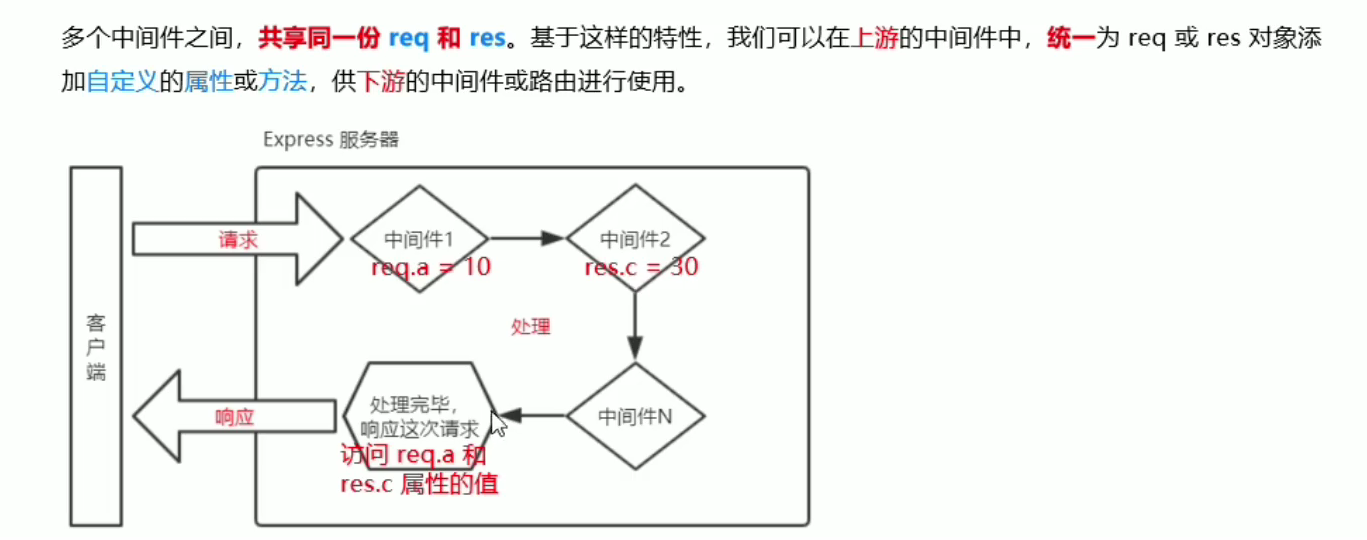 多个中间件之间，共享同一份 req 和 res。基于这样的特性，我们可以在上游的中间件中，统一为 req 或 res 对象添
加自定义的属性或方法，供下游的中间件或路由进行使用。
Express 服务器
请求
中间件1
req.a = 10
中间件2
res.c = 30
客
户
端
处理
响应
处理完毕，
响应这次请求
访问 req.a 和
res.c 属性的值
中间件N